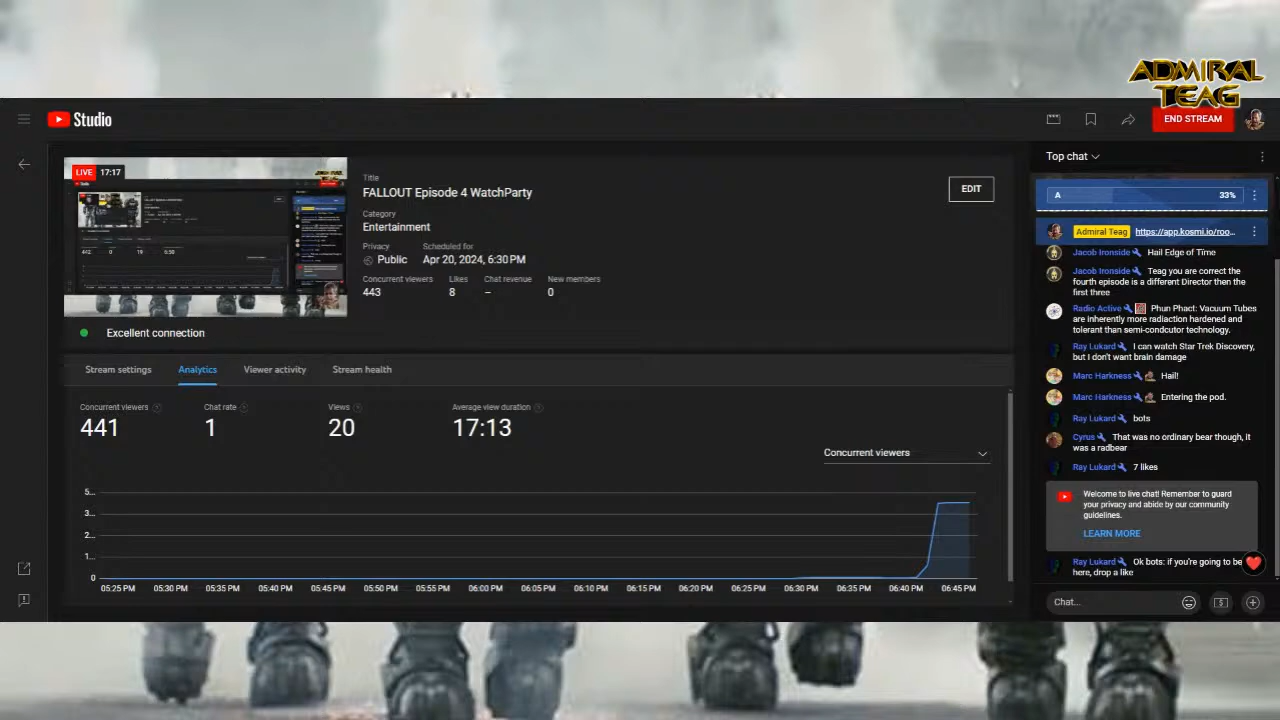 ADMIRAL
TEAG
Studio
END STREAM
LIVE 17:17
Title
FALLOUT Episode 4 WatchParty
EDIT
Category
Entertainment
Privacy Scheduled for
Public Apr 20, 2024, 6:30 PM
Concurrent viewers Likes Chat revenue New members
443 8 – 0
Excellent connection
Stream settings Analytics Viewer activity Stream health
Concurrent viewers Chat rate Views Average view duration
441 1 20 17:13
Concurrent viewers
5...
3...
2...
1...
0
05:25 PM 05:30 PM 05:35 PM 05:40 PM 05:45 PM 05:50 PM 05:55 PM 06:00 PM 06:05 PM 06:10 PM 06:15 PM 06:20 PM 06:25 PM 06:30 PM 06:35 PM 06:40 PM 06:45 PM
Top chat
A 33%
Admiral Teag https://app.kosmi.io/roo...
Jacob Ironside Hail Edge of Time
Jacob Ironside Teag you are correct the
fourth episode is a different Director then the
first three
Radio Active Phun Phact: Vacuum Tubes
are inherently more radiaction hardened and
tolerant than semi-condcutor technology.
Ray Lukard I can watch Star Trek Discovery,
but I don't want brain damage
Marc Harkness Hail!
Marc Harkness Entering the pod.
Ray Lukard bots
Cyrus That was no ordinary bear though, it
was a radbear
Ray Lukard 7 likes
Welcome to live chat! Remember to guard
your privacy and abide by our community
guidelines.
LEARN MORE
Ray Lukard Ok bots: if you're going to be
here, drop a like
Chat...